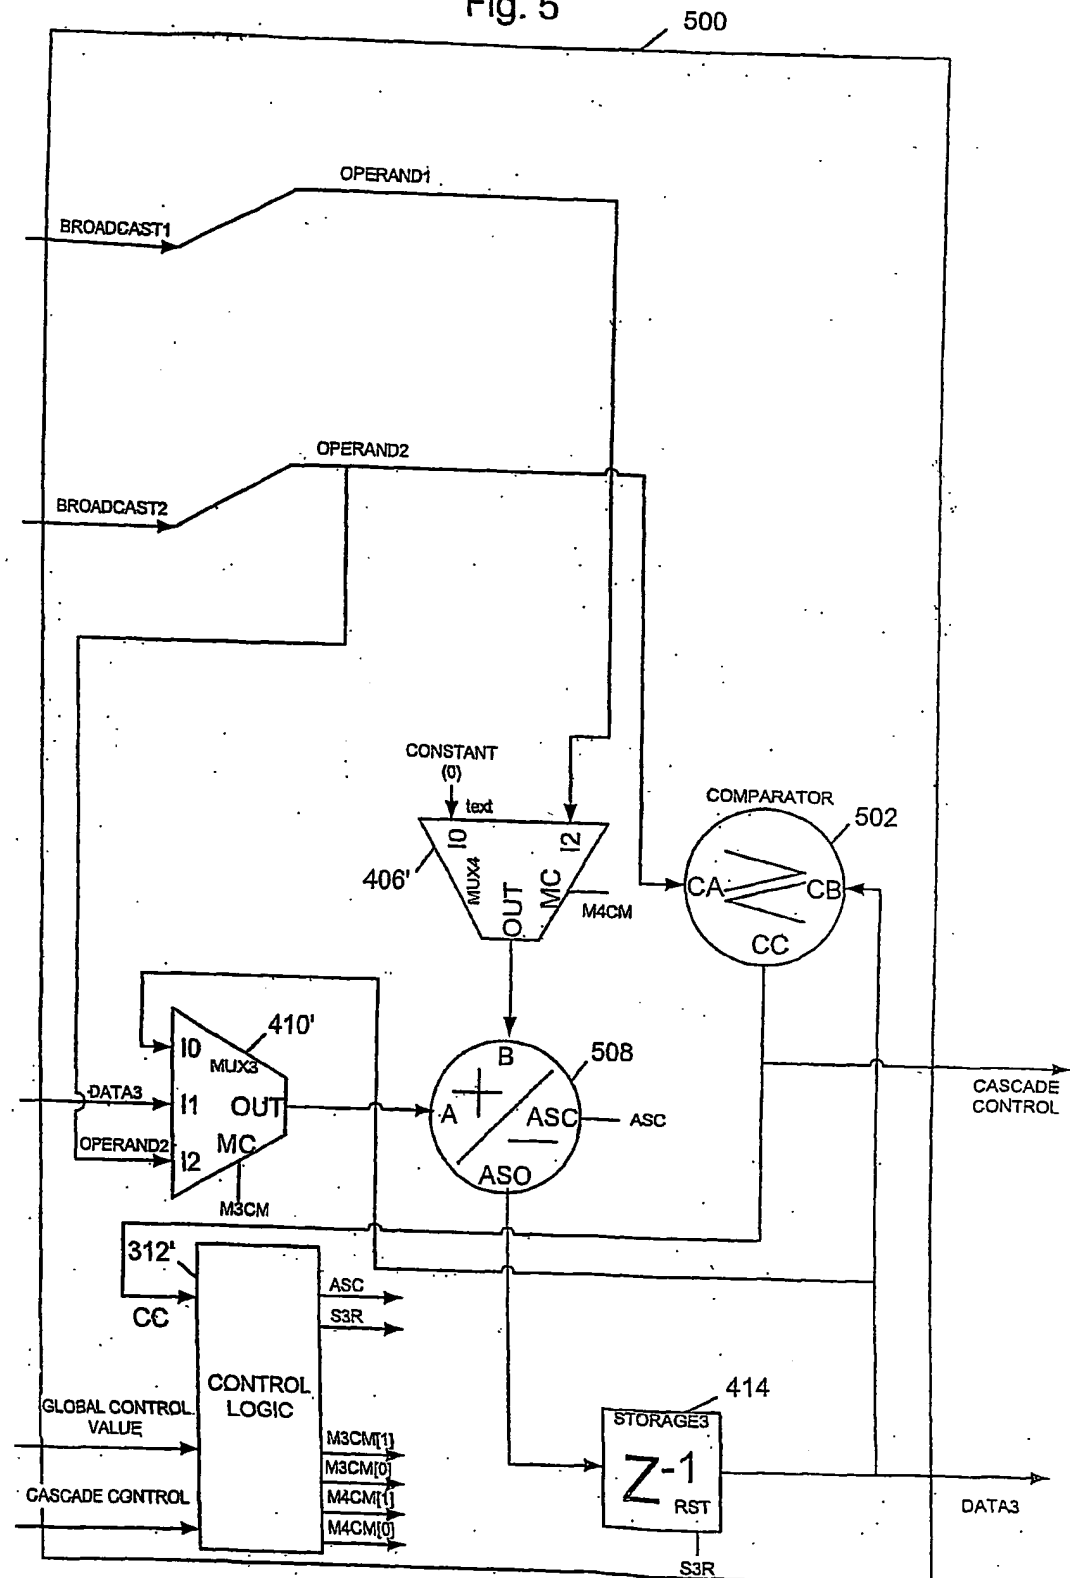 Fig. 5
500
OPERAND1
BROADCAST1
OPERAND2
BROADCAST2
CONSTANT
(0)
text
COMPARATOR
502
I0
I2
MUX4
406'
MC
OUT
M4CM
CA
CB
CC
410'
I0
MUX3
508
B
DATA3
I1
OUT
A
+
ASC
ASC
CASCADE
CONTROL
OPERAND2
I2
MC
ASO
M3CM
312'
CC
ASC
S3R
CONTROL
LOGIC
414
GLOBAL CONTROL
VALUE
STORAGE3
M3CM[1]
M3CM[0]
Z-1
CASCADE CONTROL
M4CM[1]
RST
DATA3
M4CM[0]
S3R